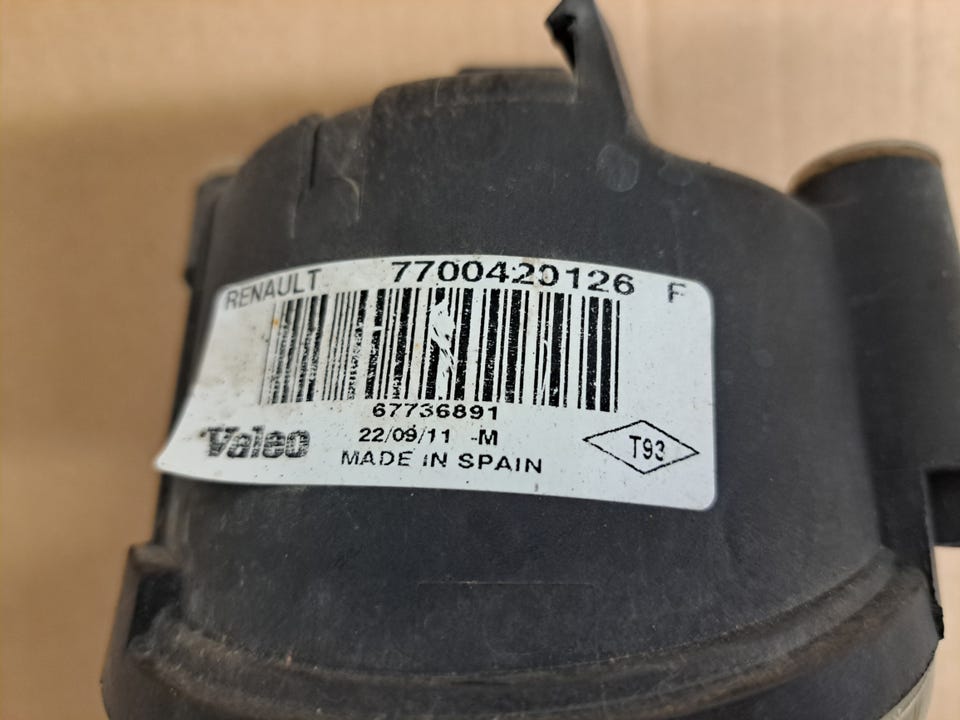 RENAULT 7700420126 F
67736891
Valeo 22/09/11 -M
MADE IN SPAIN
T93